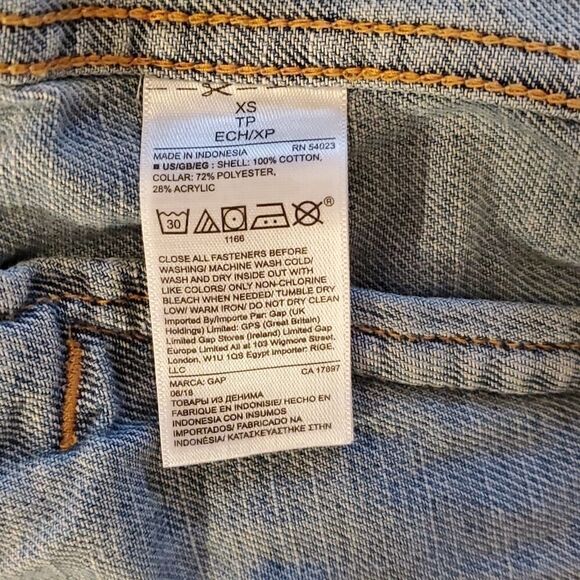 XS
TP
ECH/XP
MADE IN INDONESIA RN 54023
■ US/GB/EG : SHELL: 100% COTTON,
COLLAR: 72% POLYESTER,
28% ACRYLIC
30 ®
1166
CLOSE ALL FASTENERS BEFORE
WASHING/ MACHINE WASH COLD/
WASH AND DRY INSIDE OUT WITH
LIKE COLORS/ ONLY NON-CHLORINE
BLEACH WHEN NEEDED/ TUMBLE DRY
LOW/ WARM IRON/ DO NOT DRY CLEAN
Imported By/Importe Par: Gap (UK
Holdings) Limited: GPS (Great Britain)
Limited Gap Stores (Ireland) Limited Gap
Europe Limited All at 103 Wigmore Street,
London, W1U 1QS Egypt Importers: RIGE,
LLC
MARCA: GAP CA 17897
06/18
ТОВАРЫ ИЗ ДЕНИМА
FABRIQUE EN INDONISIE/ HECHO EN
INDONESIA CON INSUMOS
IMPORTADOS/ FABRICADO NA
INDONÉSIA/ ΚΑΤΑΣΚΕΥΑΣΤΗΚΕ ΣΤΗΝ